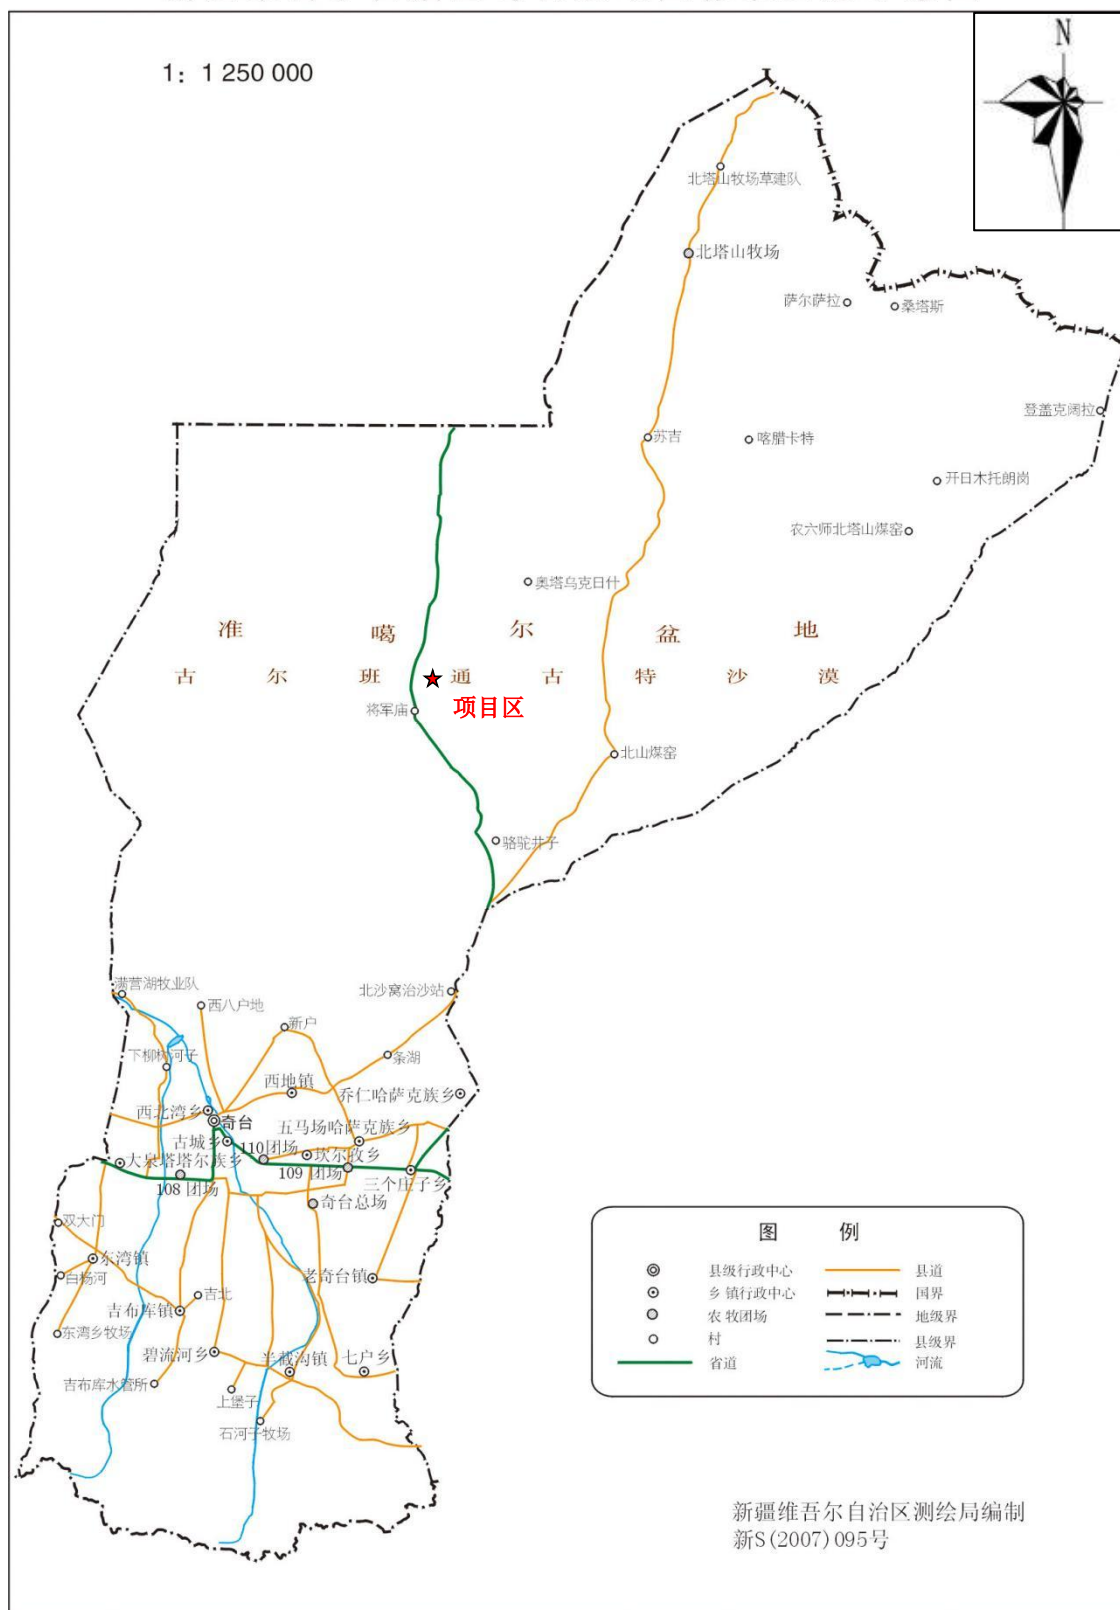 1: 1 250 000
N
北塔山牧场草建队
北塔山牧场
萨尔萨拉
桑塔斯
登盖克阔拉
苏吉
喀腊卡特
开日木托朗岗
农六师北塔山煤窑
奥塔乌克日什
准噶尔盆地
古尔班通古特沙漠
项目区
将军庙
北山煤窑
骆驼井子
满营湖牧业队
西八户地
北沙窝治沙站
新户
下柳树河子
条湖
西地镇
乔仁哈萨克族乡
西北湾乡
奇台
古城乡
110团场
五马场哈萨克族乡
坎尔孜乡
大泉塔塔尔族乡
109 团场
108 团场
三个庄子乡
奇台总场
双大门
东湾镇
白杨河
老奇台镇
吉北
吉布库镇
东湾乡牧场
碧流河乡
半截沟镇
七户乡
吉布库水管所
上堡子
石河子牧场
图例
县级行政中心
县道
乡 镇行政中心
国界
农 牧团场
地级界
村
县级界
省道
河流
新疆维吾尔自治区测绘局编制
新S(2007)095号